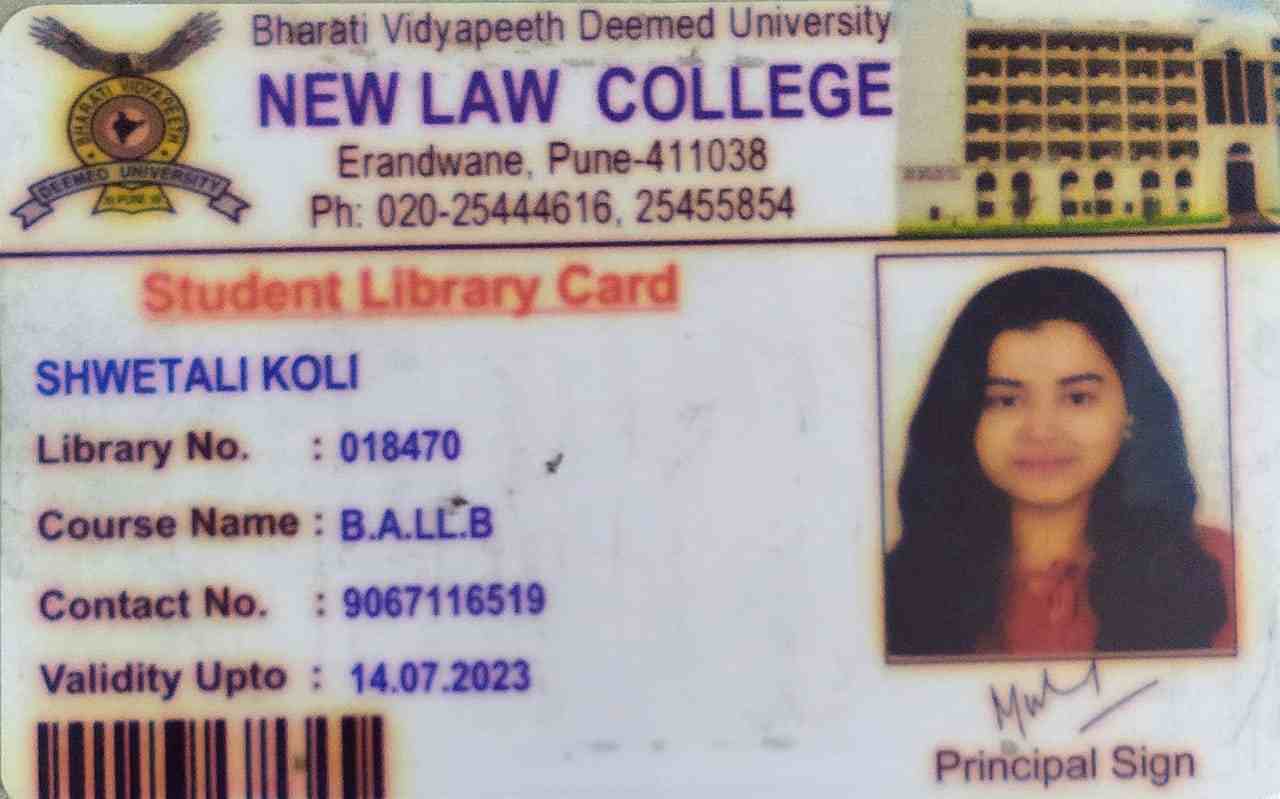 Bharati Vidyapeeth Deemed University
NEW LAW COLLEGE
Erandwane, Pune-411038
Ph: 020-25444616, 25455854
BHARATI VIDYAPEETH
DEEMED UNIVERSITY
PUNE
Student Library Card
SHWETALI KOLI
Library No. : 018470
Course Name : B.A.LL.B
Contact No. : 9067116519
Validity Upto : 14.07.2023
Principal Sign